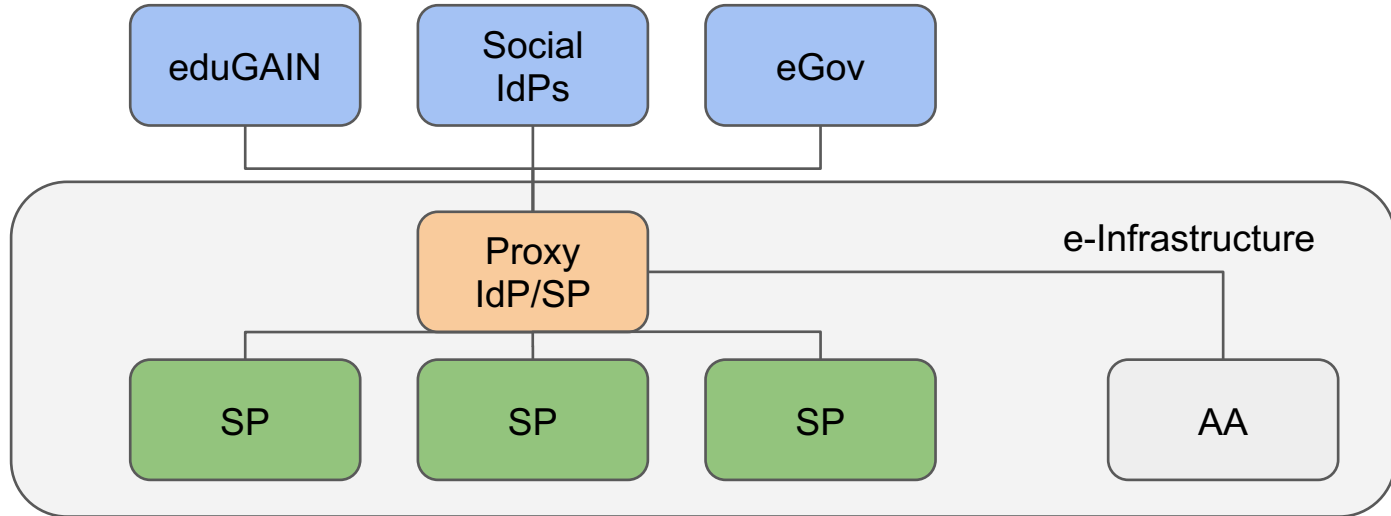 eduGAIN
Social
IdPs
eGov
e-Infrastructure
Proxy
IdP/SP
SP
SP
SP
AA